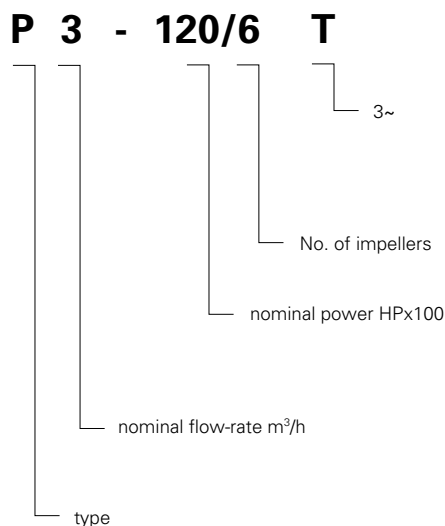 P 3 - 120/6 T
3~
No. of impellers
nominal power HPx100
nominal flow-rate m³/h
type